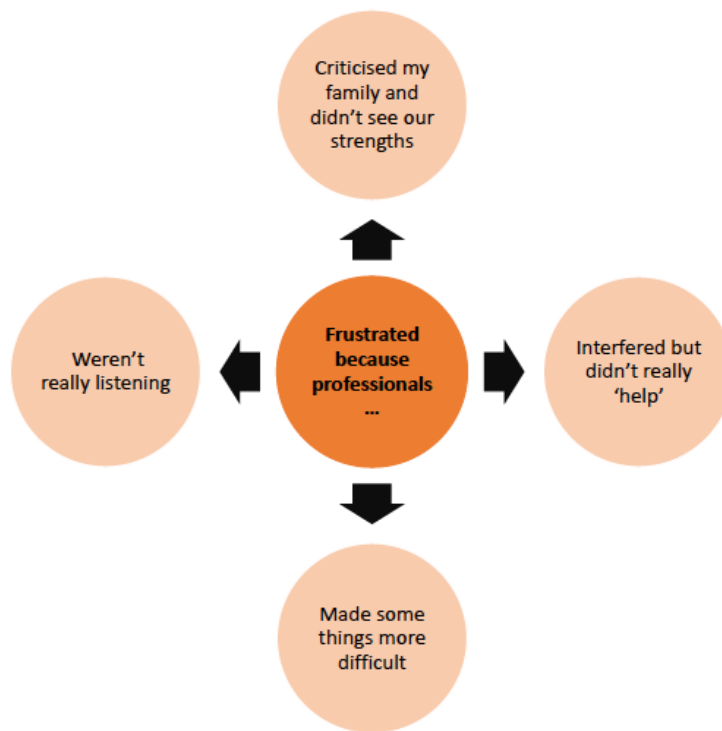 Criticised my
family and
didn’t see our
strengths
Weren’t
really listening
Frustrated
because
professionals
...
Interfered but
didn’t really
‘help’
Made some
things more
difficult